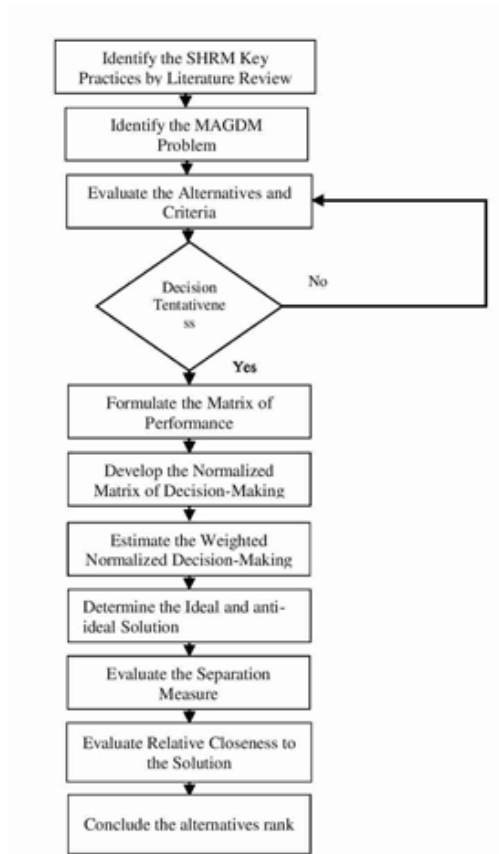 Identify the SHRM Key
Practices by Literature Review
Identify the MAGDM
Problem
Evaluate the Alternatives and
Criteria
Decision
Tentativene
ss
No
Yes
Formulate the Matrix of
Performance
Develop the Normalized
Matrix of Decision-Making
Estimate the Weighted
Normalized Decision-Making
Determine the Ideal and anti-
ideal Solution
Evaluate the Separation
Measure
Evaluate Relative Closeness to
the Solution
Conclude the alternatives rank